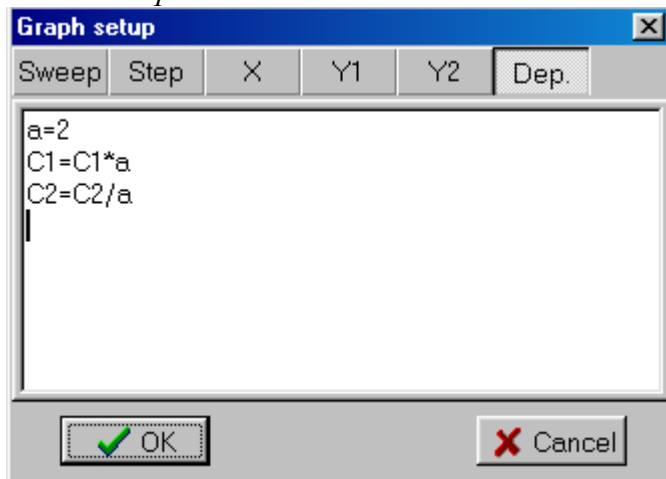 Graph setup
Sweep Step X Y1 Y2 Dep.
a=2
C1=C1*a
C2=C2/a
OK Cancel